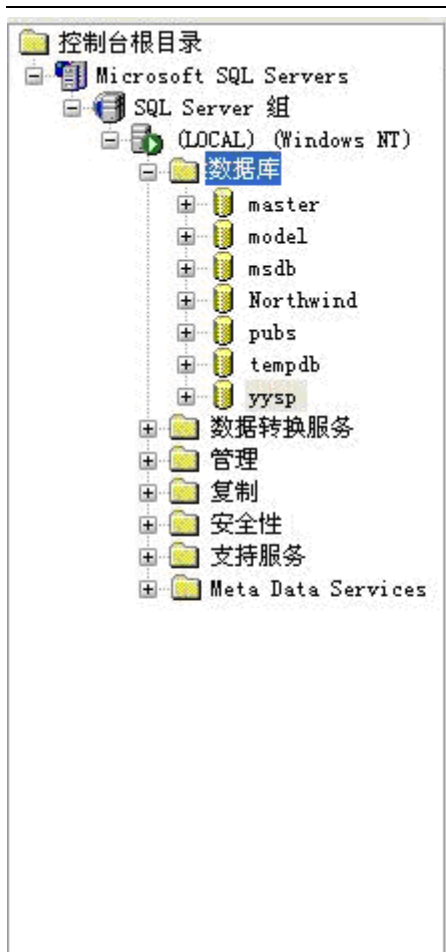 控制台根目录
Microsoft SQL Servers
SQL Server 组
(LOCAL) (Windows NT)
数据库
master
model
msdb
Northwind
pubs
tempdb
yysp
数据转换服务
管理
复制
安全性
支持服务
Meta Data Services